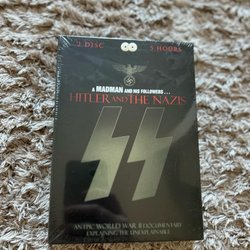 2 DISC 5 HOURS
A MADMAN AND HIS FOLLOWERS...
HITLER AND THE NAZIS
AN EPIC WORLD WAR II DOCUMENTARY
EXPLAINING THE UNEXPLAINABLE